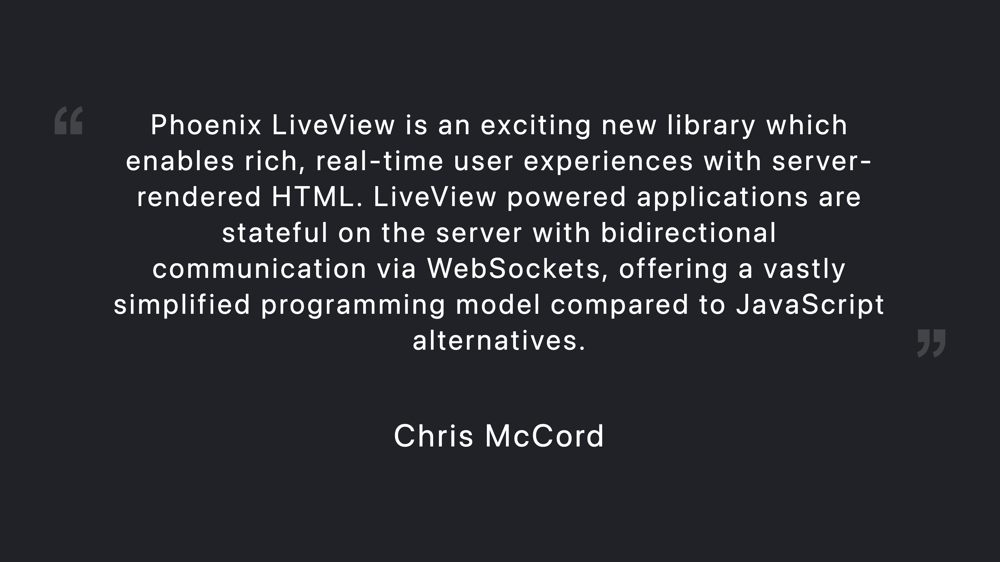 “ Phoenix LiveView is an exciting new library which
enables rich, real-time user experiences with server-
rendered HTML. LiveView powered applications are
stateful on the server with bidirectional
communication via WebSockets, offering a vastly
simplified programming model compared to JavaScript
alternatives. ”
Chris McCord